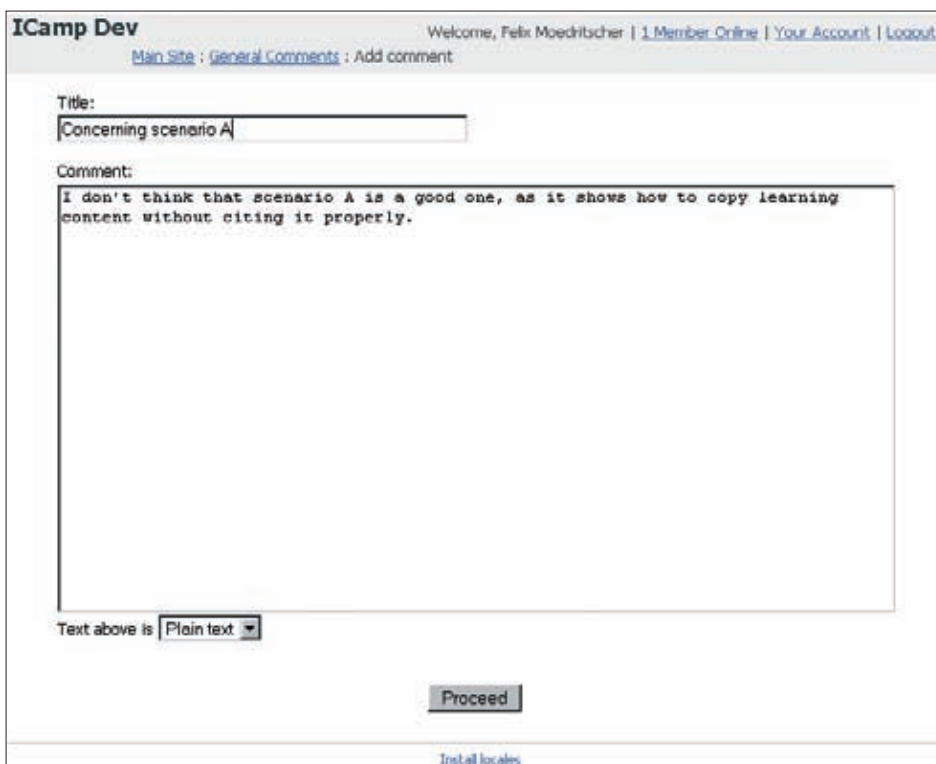 ICamp Dev
Welcome, Felix Moedritscher | 1 Member Online | Your Account | Logout
Main Site : General Comments : Add comment
Title:
Concerning scenario A
Comment:
I don't think that scenario A is a good one, as it shows how to copy learning
content without citing it properly.
Text above is Plain text
Proceed
Install locales